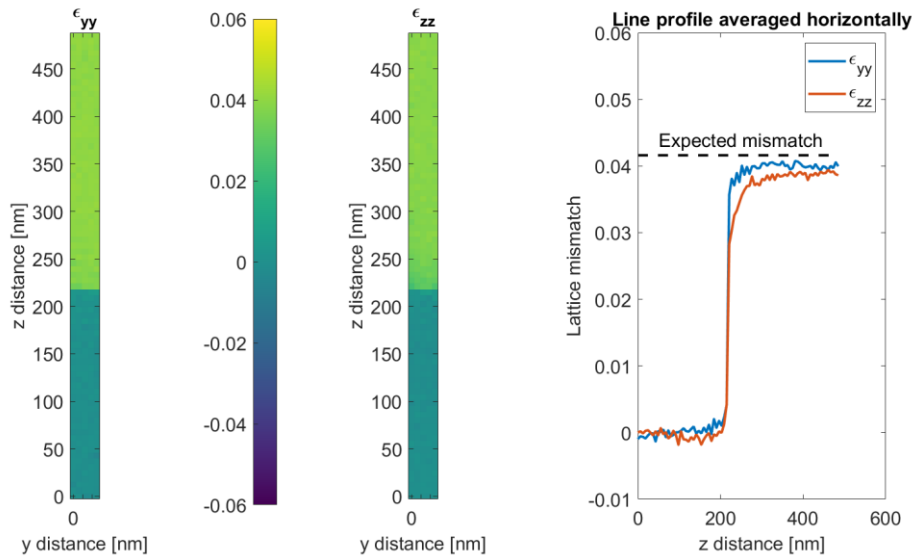 ϵyy
450
400
350
300
250
200
150
100
50
0
z distance [nm]
0
y distance [nm]
0.06
0.04
0.02
0
-0.02
-0.04
-0.06
ϵzz
450
400
350
300
250
200
150
100
50
0
z distance [nm]
0
y distance [nm]
Line profile averaged horizontally
0.06
0.05
0.04
0.03
0.02
0.01
0
-0.01
Lattice mismatch
ϵyy
ϵzz
Expected mismatch
0 200 400 600
z distance [nm]